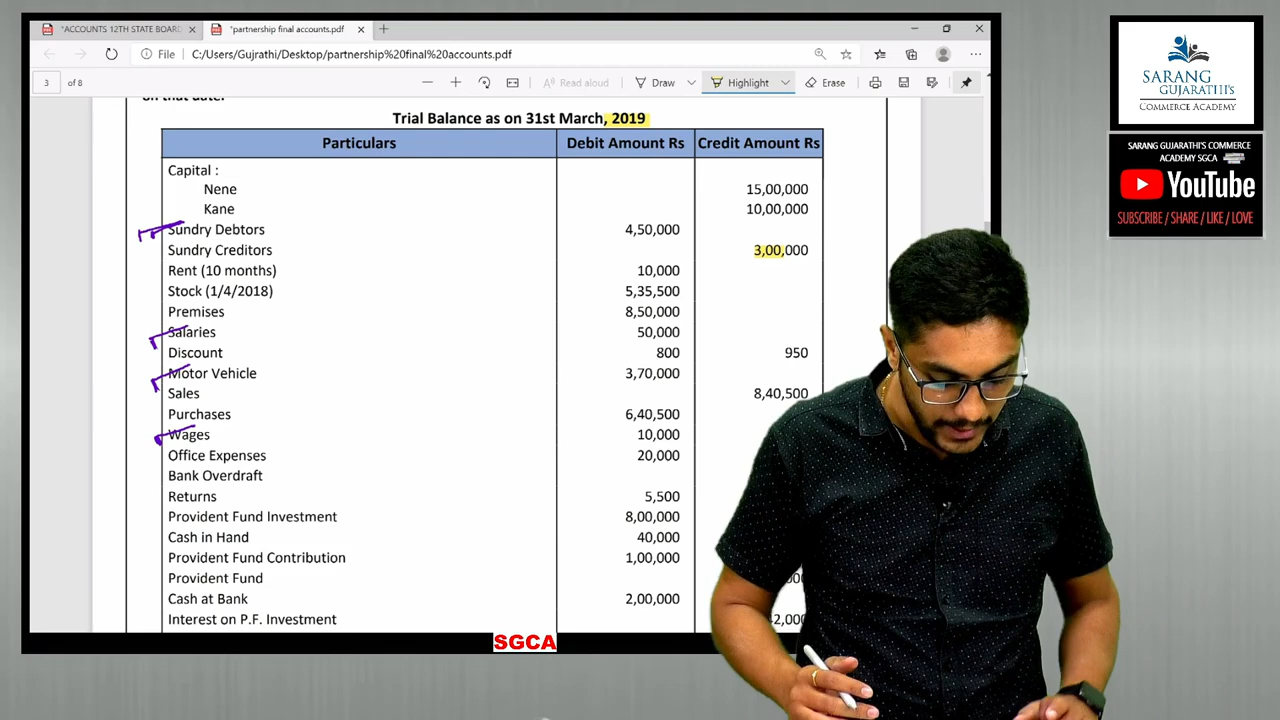 "ACCOUNTS 12TH STATE BOARD
"partnership final accounts.pdf
File C:/Users/Gujrathi/Desktop/partnership%20final%20accounts.pdf
3 of 8 Read aloud Draw Highlight Erase
on that date.
Trial Balance as on 31st March, 2019
Particulars Debit Amount Rs Credit Amount Rs
Capital :
Nene 15,00,000
Kane 10,00,000
Sundry Debtors 4,50,000
Sundry Creditors 3,00,000
Rent (10 months) 10,000
Stock (1/4/2018) 5,35,500
Premises 8,50,000
Salaries 50,000
Discount 800 950
Motor Vehicle 3,70,000
Sales 8,40,500
Purchases 6,40,500
Wages 10,000
Office Expenses 20,000
Bank Overdraft
Returns 5,500
Provident Fund Investment 8,00,000
Cash in Hand 40,000
Provident Fund Contribution 1,00,000
Provident Fund
Cash at Bank 2,00,000
Interest on P.F. Investment
SGCA
SARANG
GUJARATHI'S
COMMERCE ACADEMY
SARANG GUJARATHI'S COMMERCE
ACADEMY SGCA
YouTube
SUBSCRIBE / SHARE / LIKE / LOVE